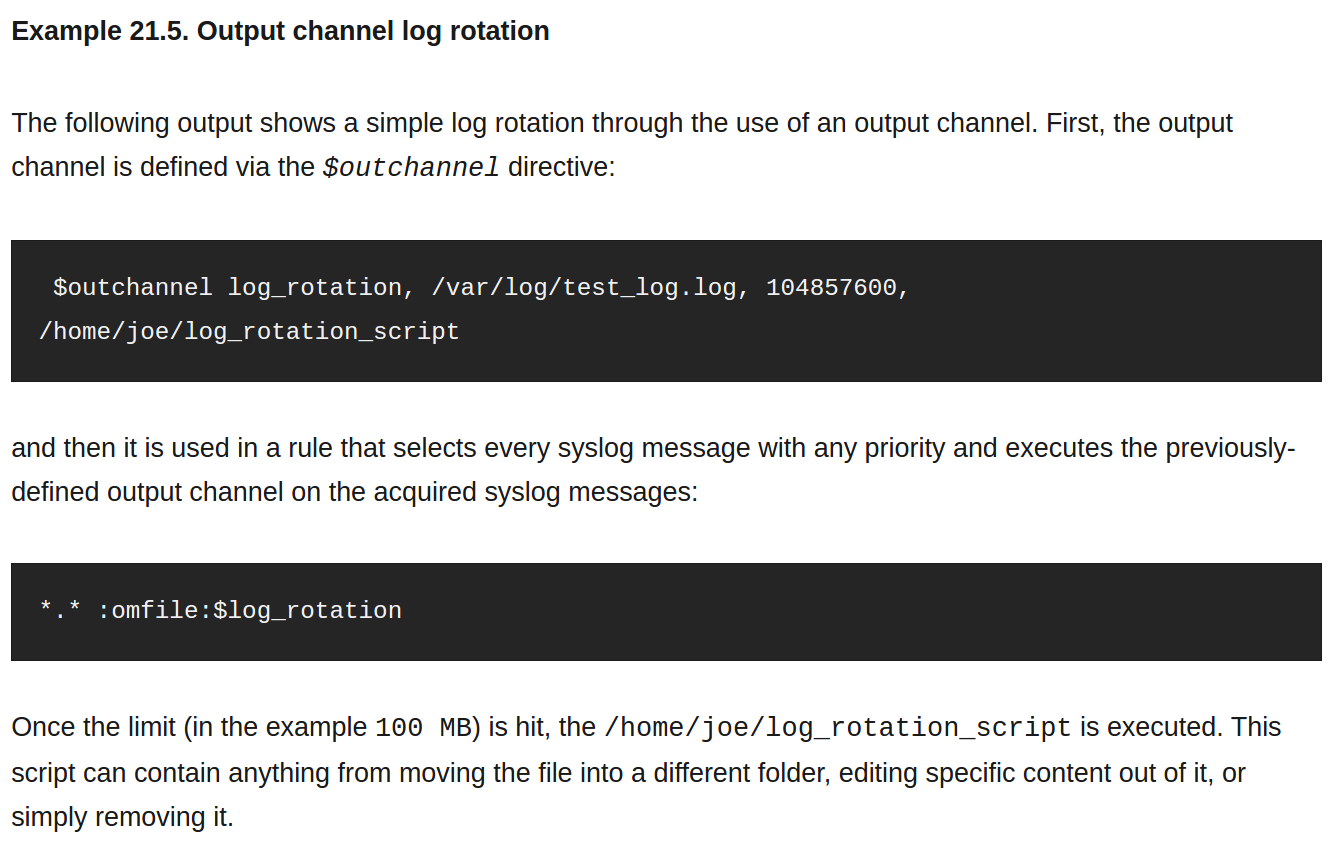 Example 21.5. Output channel log rotation
The following output shows a simple log rotation through the use of an output channel. First, the output
channel is defined via the $outchannel directive:
$outchannel log_rotation, /var/log/test_log.log, 104857600,
/home/joe/log_rotation_script
and then it is used in a rule that selects every syslog message with any priority and executes the previously-
defined output channel on the acquired syslog messages:
*.* :omfile:$log_rotation
Once the limit (in the example 100 MB) is hit, the /home/joe/log_rotation_script is executed. This
script can contain anything from moving the file into a different folder, editing specific content out of it, or
simply removing it.